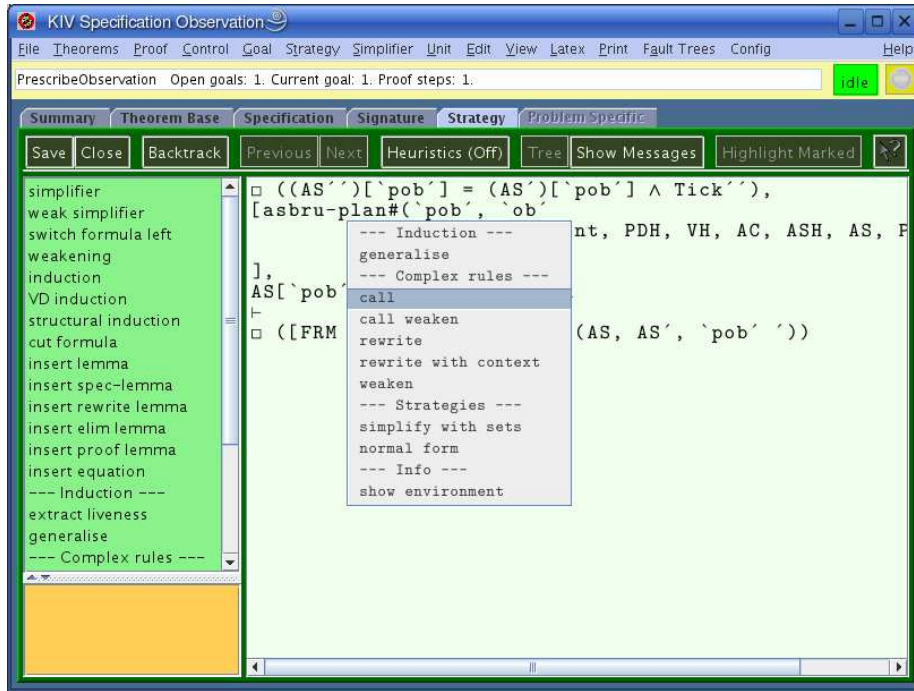 KIV Specification Observation
File Theorems Proof Control Goal Strategy Simplifier Unit Edit View Latex Print Fault Trees Config Help
PrescribeObservation Open goals: 1. Current goal: 1. Proof steps: 1. idle
Summary Theorem Base Specification Signature Strategy Problem Specific
Save Close Backtrack Previous Next Heuristics (Off) Tree Show Messages Highlight Marked
simplifier
weak simplifier
switch formula left
weakening
induction
VD induction
structural induction
cut formula
insert lemma
insert spec-lemma
insert rewrite lemma
insert elim lemma
insert proof lemma
insert equation
--- Induction ---
extract liveness
generalise
--- Complex rules ---
□ ((AS´´)[`pob´] = (AS´)[`pob´] ∧ Tick´´),
[asbru-plan#(`pob´, `ob´
nt, PDH, VH, AC, ASH, AS, P
],
AS[`pob´
⊢
□ ([FRM (AS, AS´, `pob´ ´))
--- Induction ---
generalise
--- Complex rules ---
call
call weaken
rewrite
rewrite with context
weaken
--- Strategies ---
simplify with sets
normal form
--- Info ---
show environment